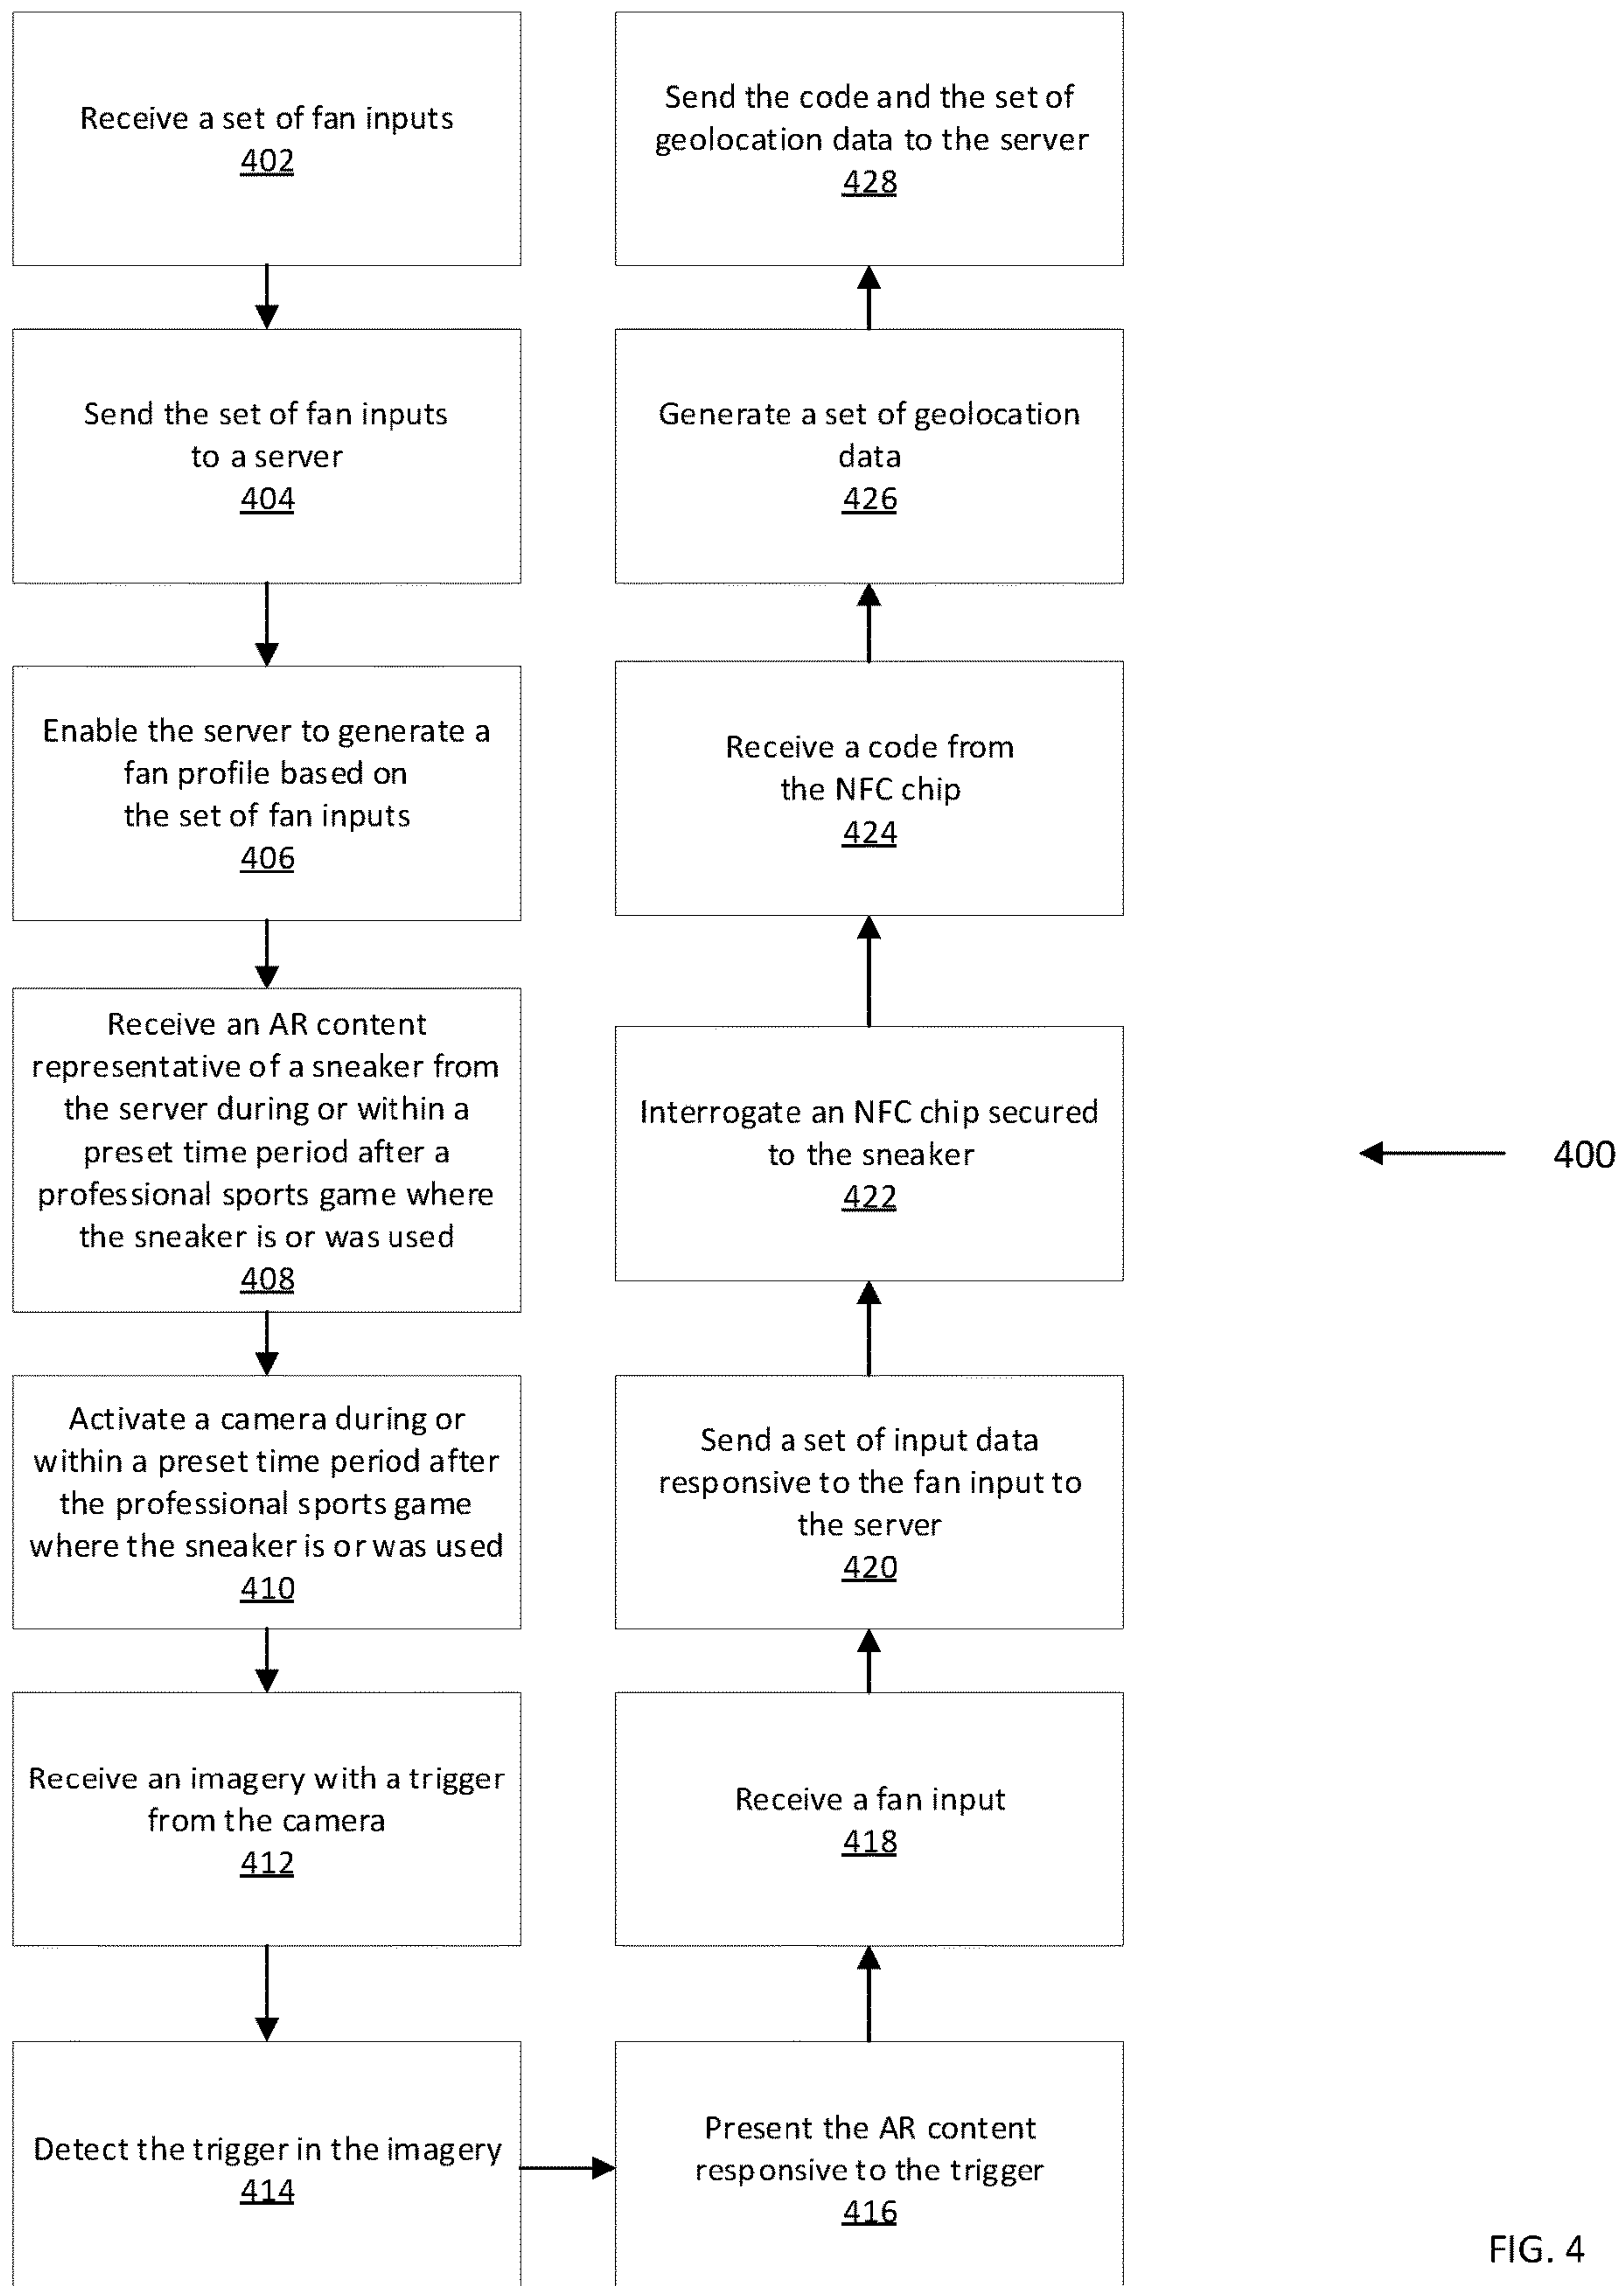 Receive a set of fan inputs
402
Send the set of fan inputs
to a server
404
Enable the server to generate a
fan profile based on
the set of fan inputs
406
Receive an AR content
representative of a sneaker from
the server during or within a
preset time period after a
professional sports game where
the sneaker is or was used
408
Activate a camera during or
within a preset time period after
the professional sports game
where the sneaker is or was used
410
Receive an imagery with a trigger
from the camera
412
Detect the trigger in the imagery
414
Present the AR content
responsive to the trigger
416
Receive a fan input
418
Send a set of input data
responsive to the fan input to
the server
420
Interrogate an NFC chip secured
to the sneaker
422
Receive a code from
the NFC chip
424
Generate a set of geolocation
data
426
Send the code and the set of
geolocation data to the server
428
400
FIG. 4